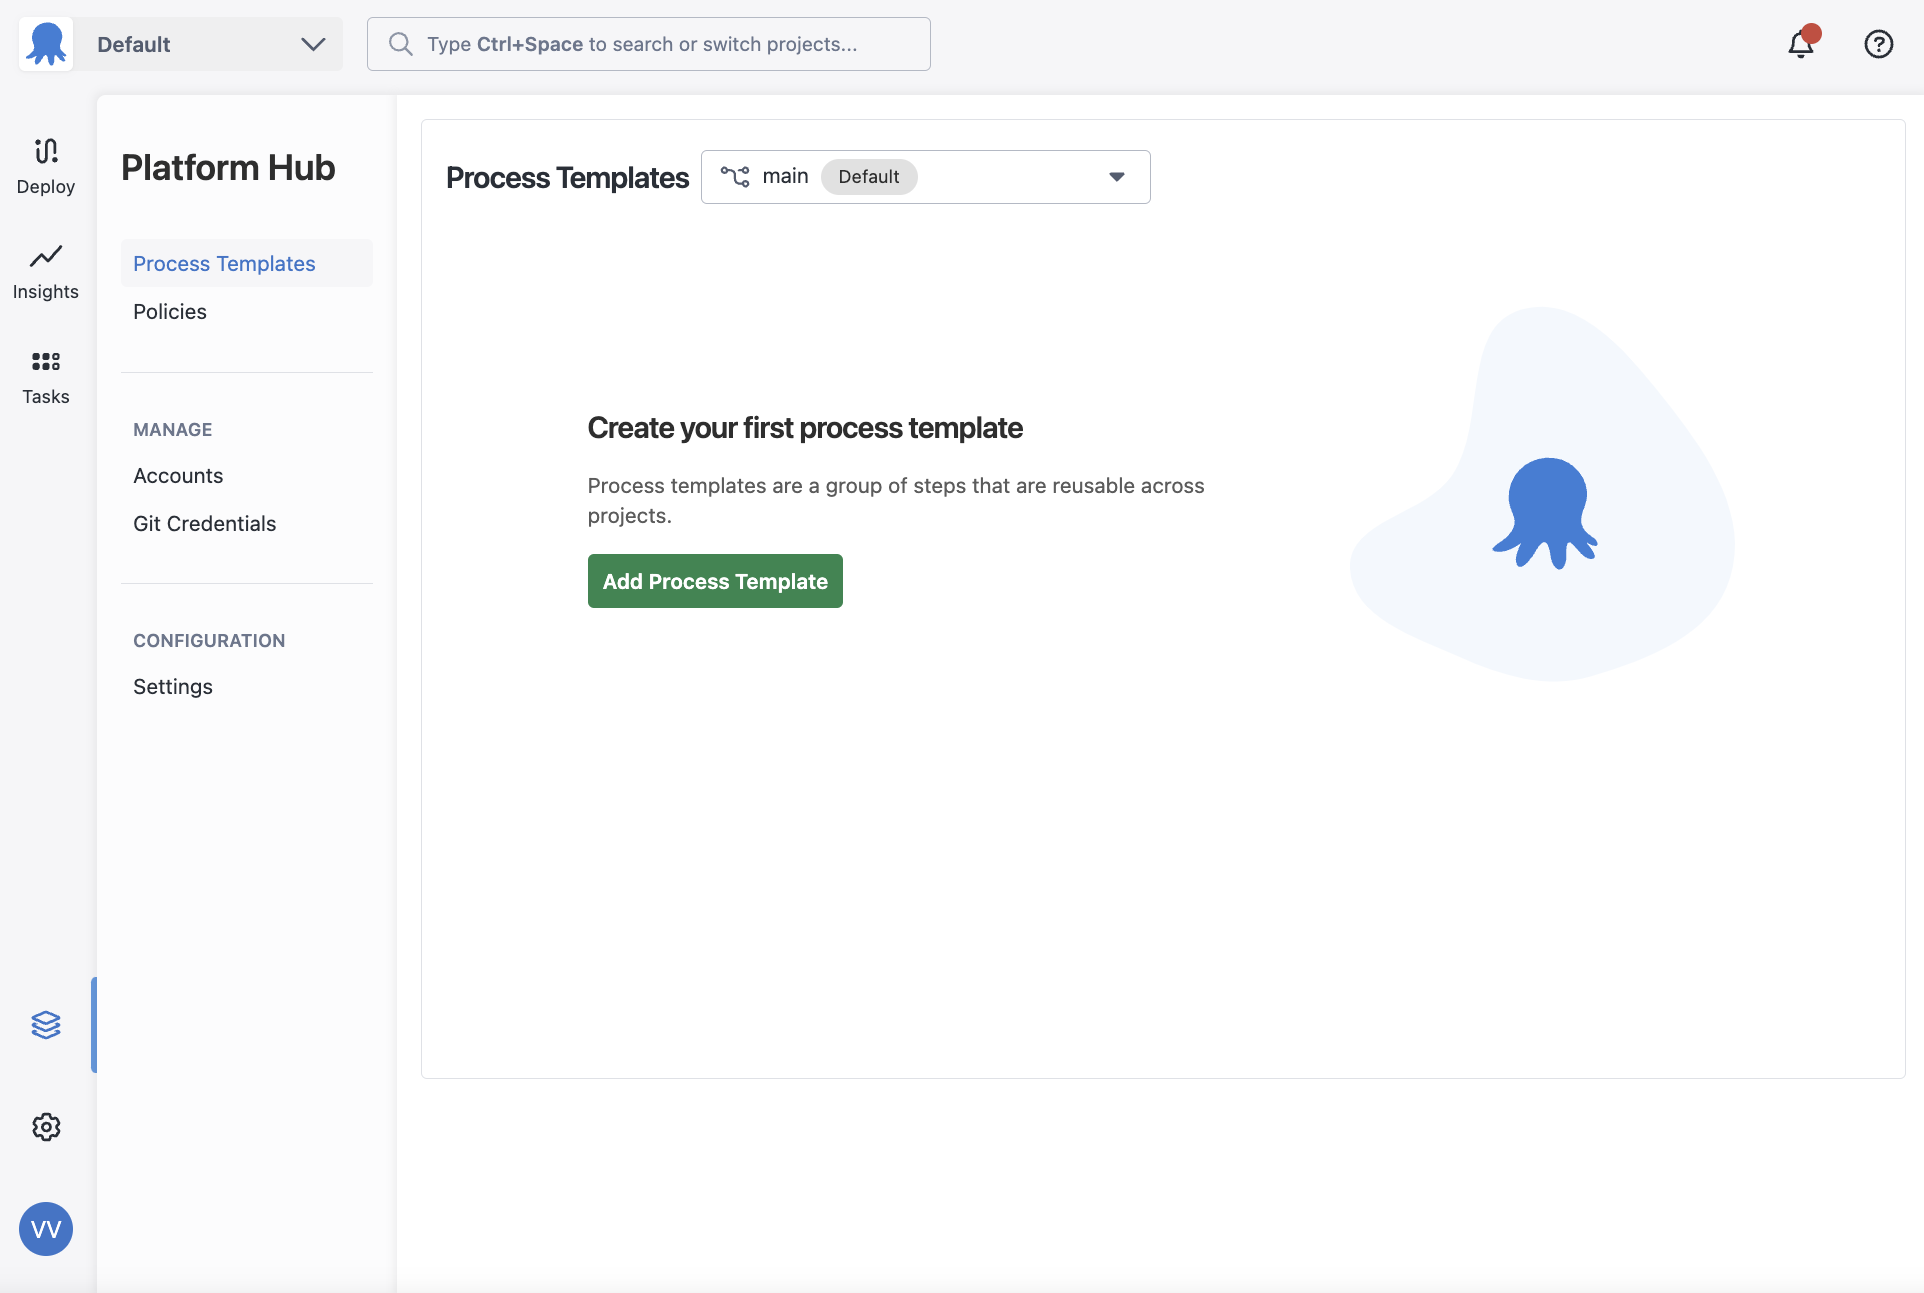 Default
Type Ctrl+Space to search or switch projects...
Deploy
Insights
Tasks
VV
Platform Hub
Process Templates
Policies
MANAGE
Accounts
Git Credentials
CONFIGURATION
Settings
Process Templates
main
Default
Create your first process template
Process templates are a group of steps that are reusable across
projects.
Add Process Template